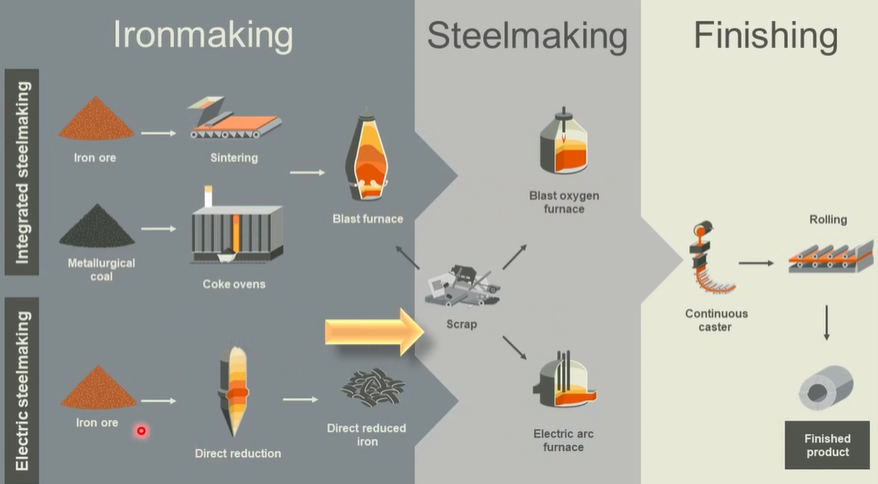 Ironmaking
Steelmaking
Finishing
Integrated steelmaking
Iron ore
Sintering
Blast furnace
Metallurgical
coal
Coke ovens
Blast oxygen
furnace
Scrap
Rolling
Continuous
caster
Electric steelmaking
Iron ore
Direct reduction
Direct reduced
iron
Electric arc
furnace
Finished
product